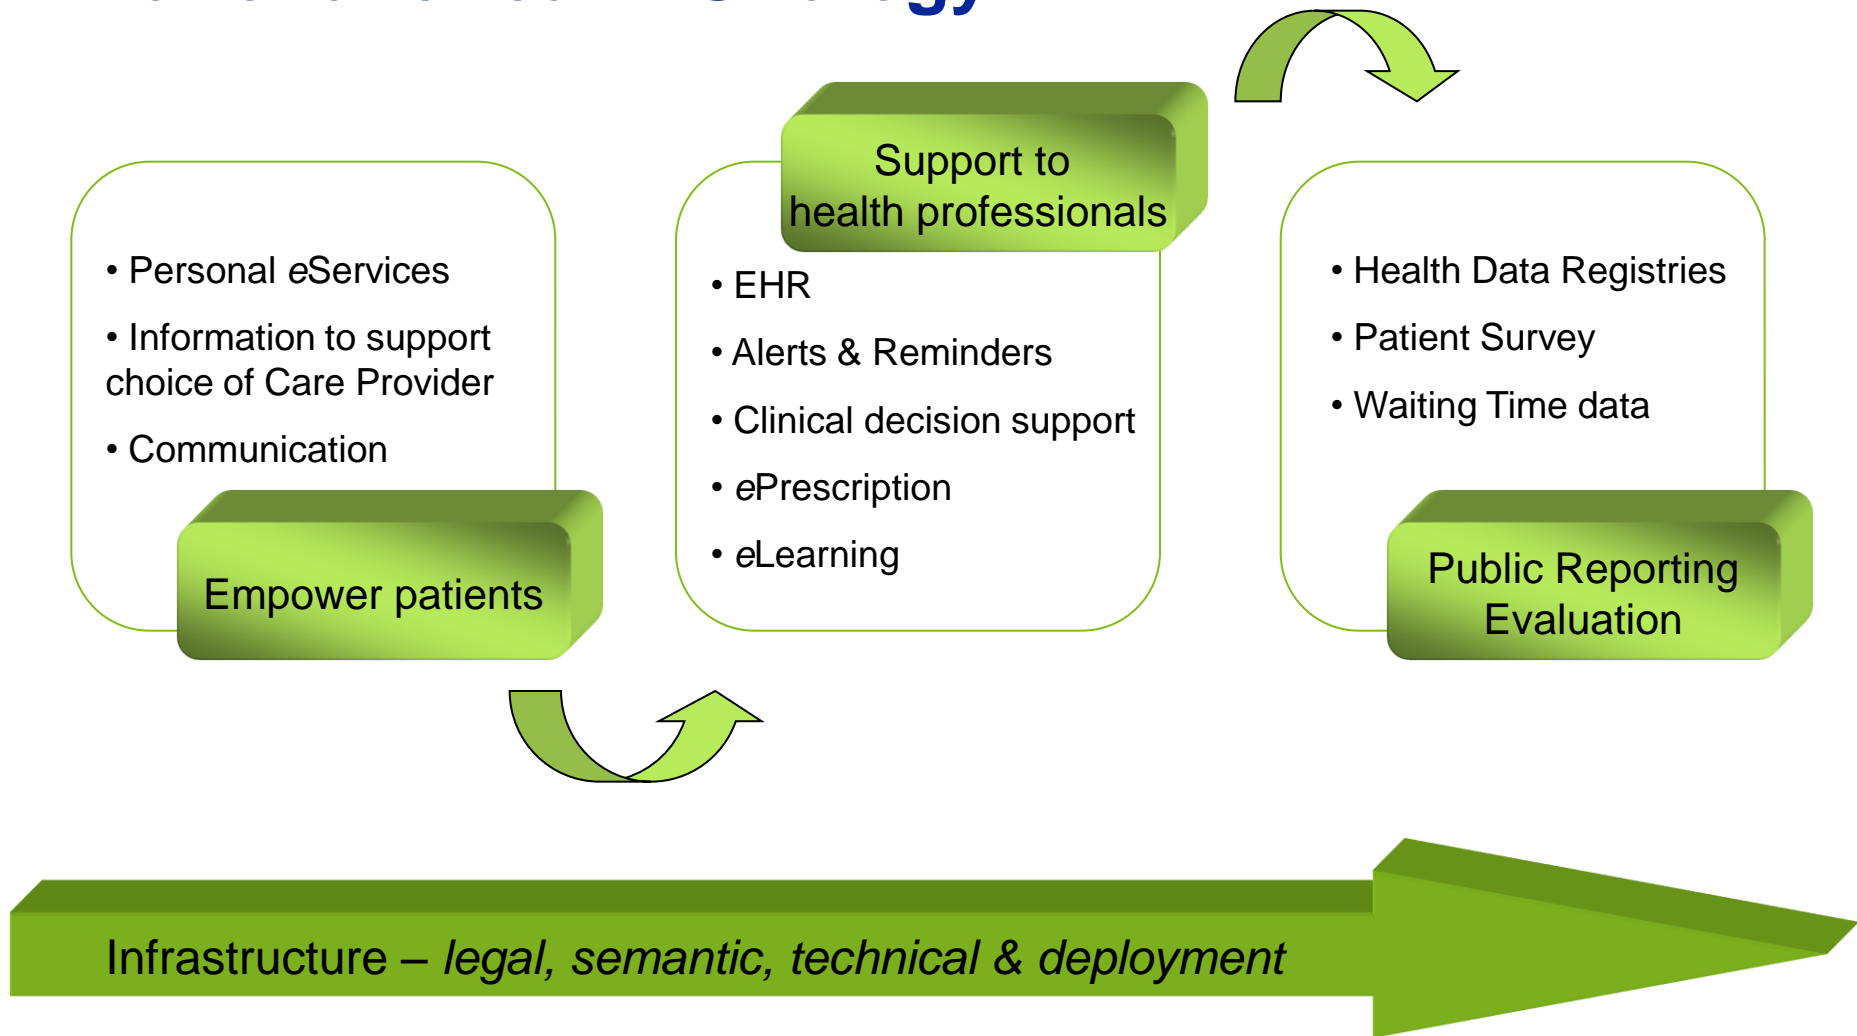 • Personal eServices
• Information to support
choice of Care Provider
• Communication
Empower patients
Support to
health professionals
• EHR
• Alerts & Reminders
• Clinical decision support
• ePrescription
• eLearning
• Health Data Registries
• Patient Survey
• Waiting Time data
Public Reporting
Evaluation
Infrastructure – legal, semantic, technical & deployment